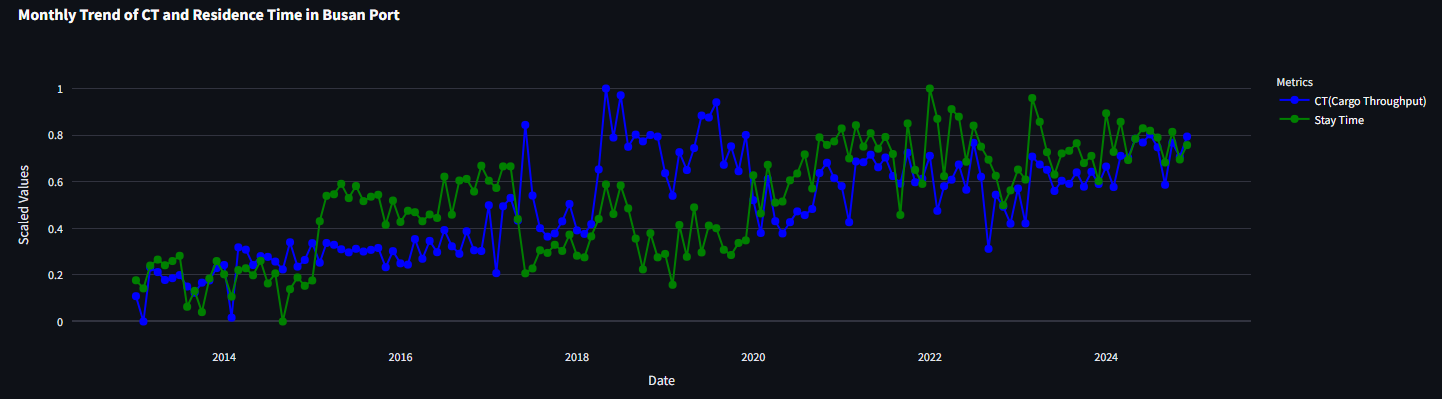 Monthly Trend of CT and Residence Time in Busan Port
Metrics
CT(Cargo Throughput)
Stay Time
1
0.8
0.6
0.4
0.2
0
Scaled Values
2014 2016 2018 2020 2022 2024
Date